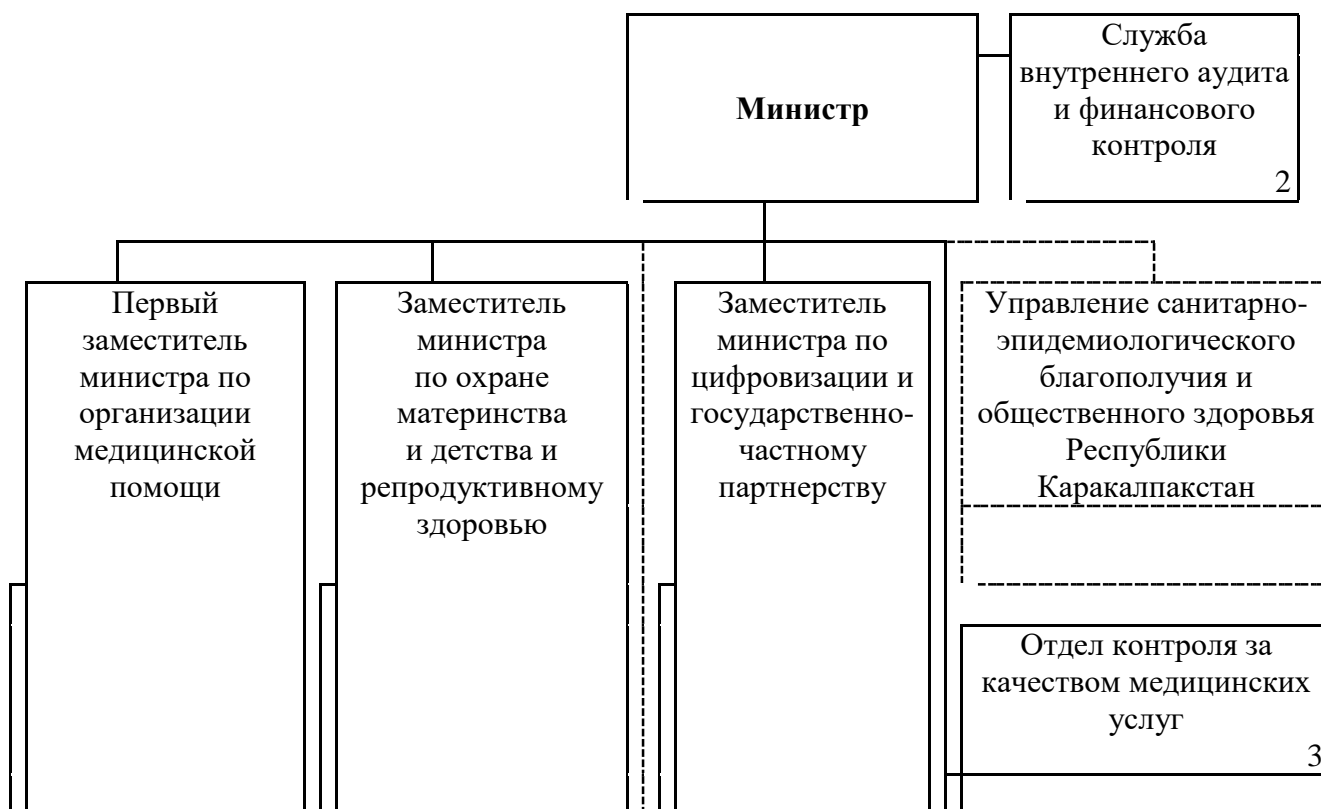 Министр
Служба
внутреннего аудита
и финансового
контроля
2
Первый
заместитель
министра по
организации
медицинской
помощи
Заместитель
министра
по охране
материнства
и детства и
репродуктивному
здоровью
Заместитель
министра по
цифровизации и
государственно-
частному
партнерству
Управление санитарно-
эпидемиологического
благополучия и
общественного здоровья
Республики
Каракалпакстан
Отдел контроля за
качеством медицинских
услуг
3